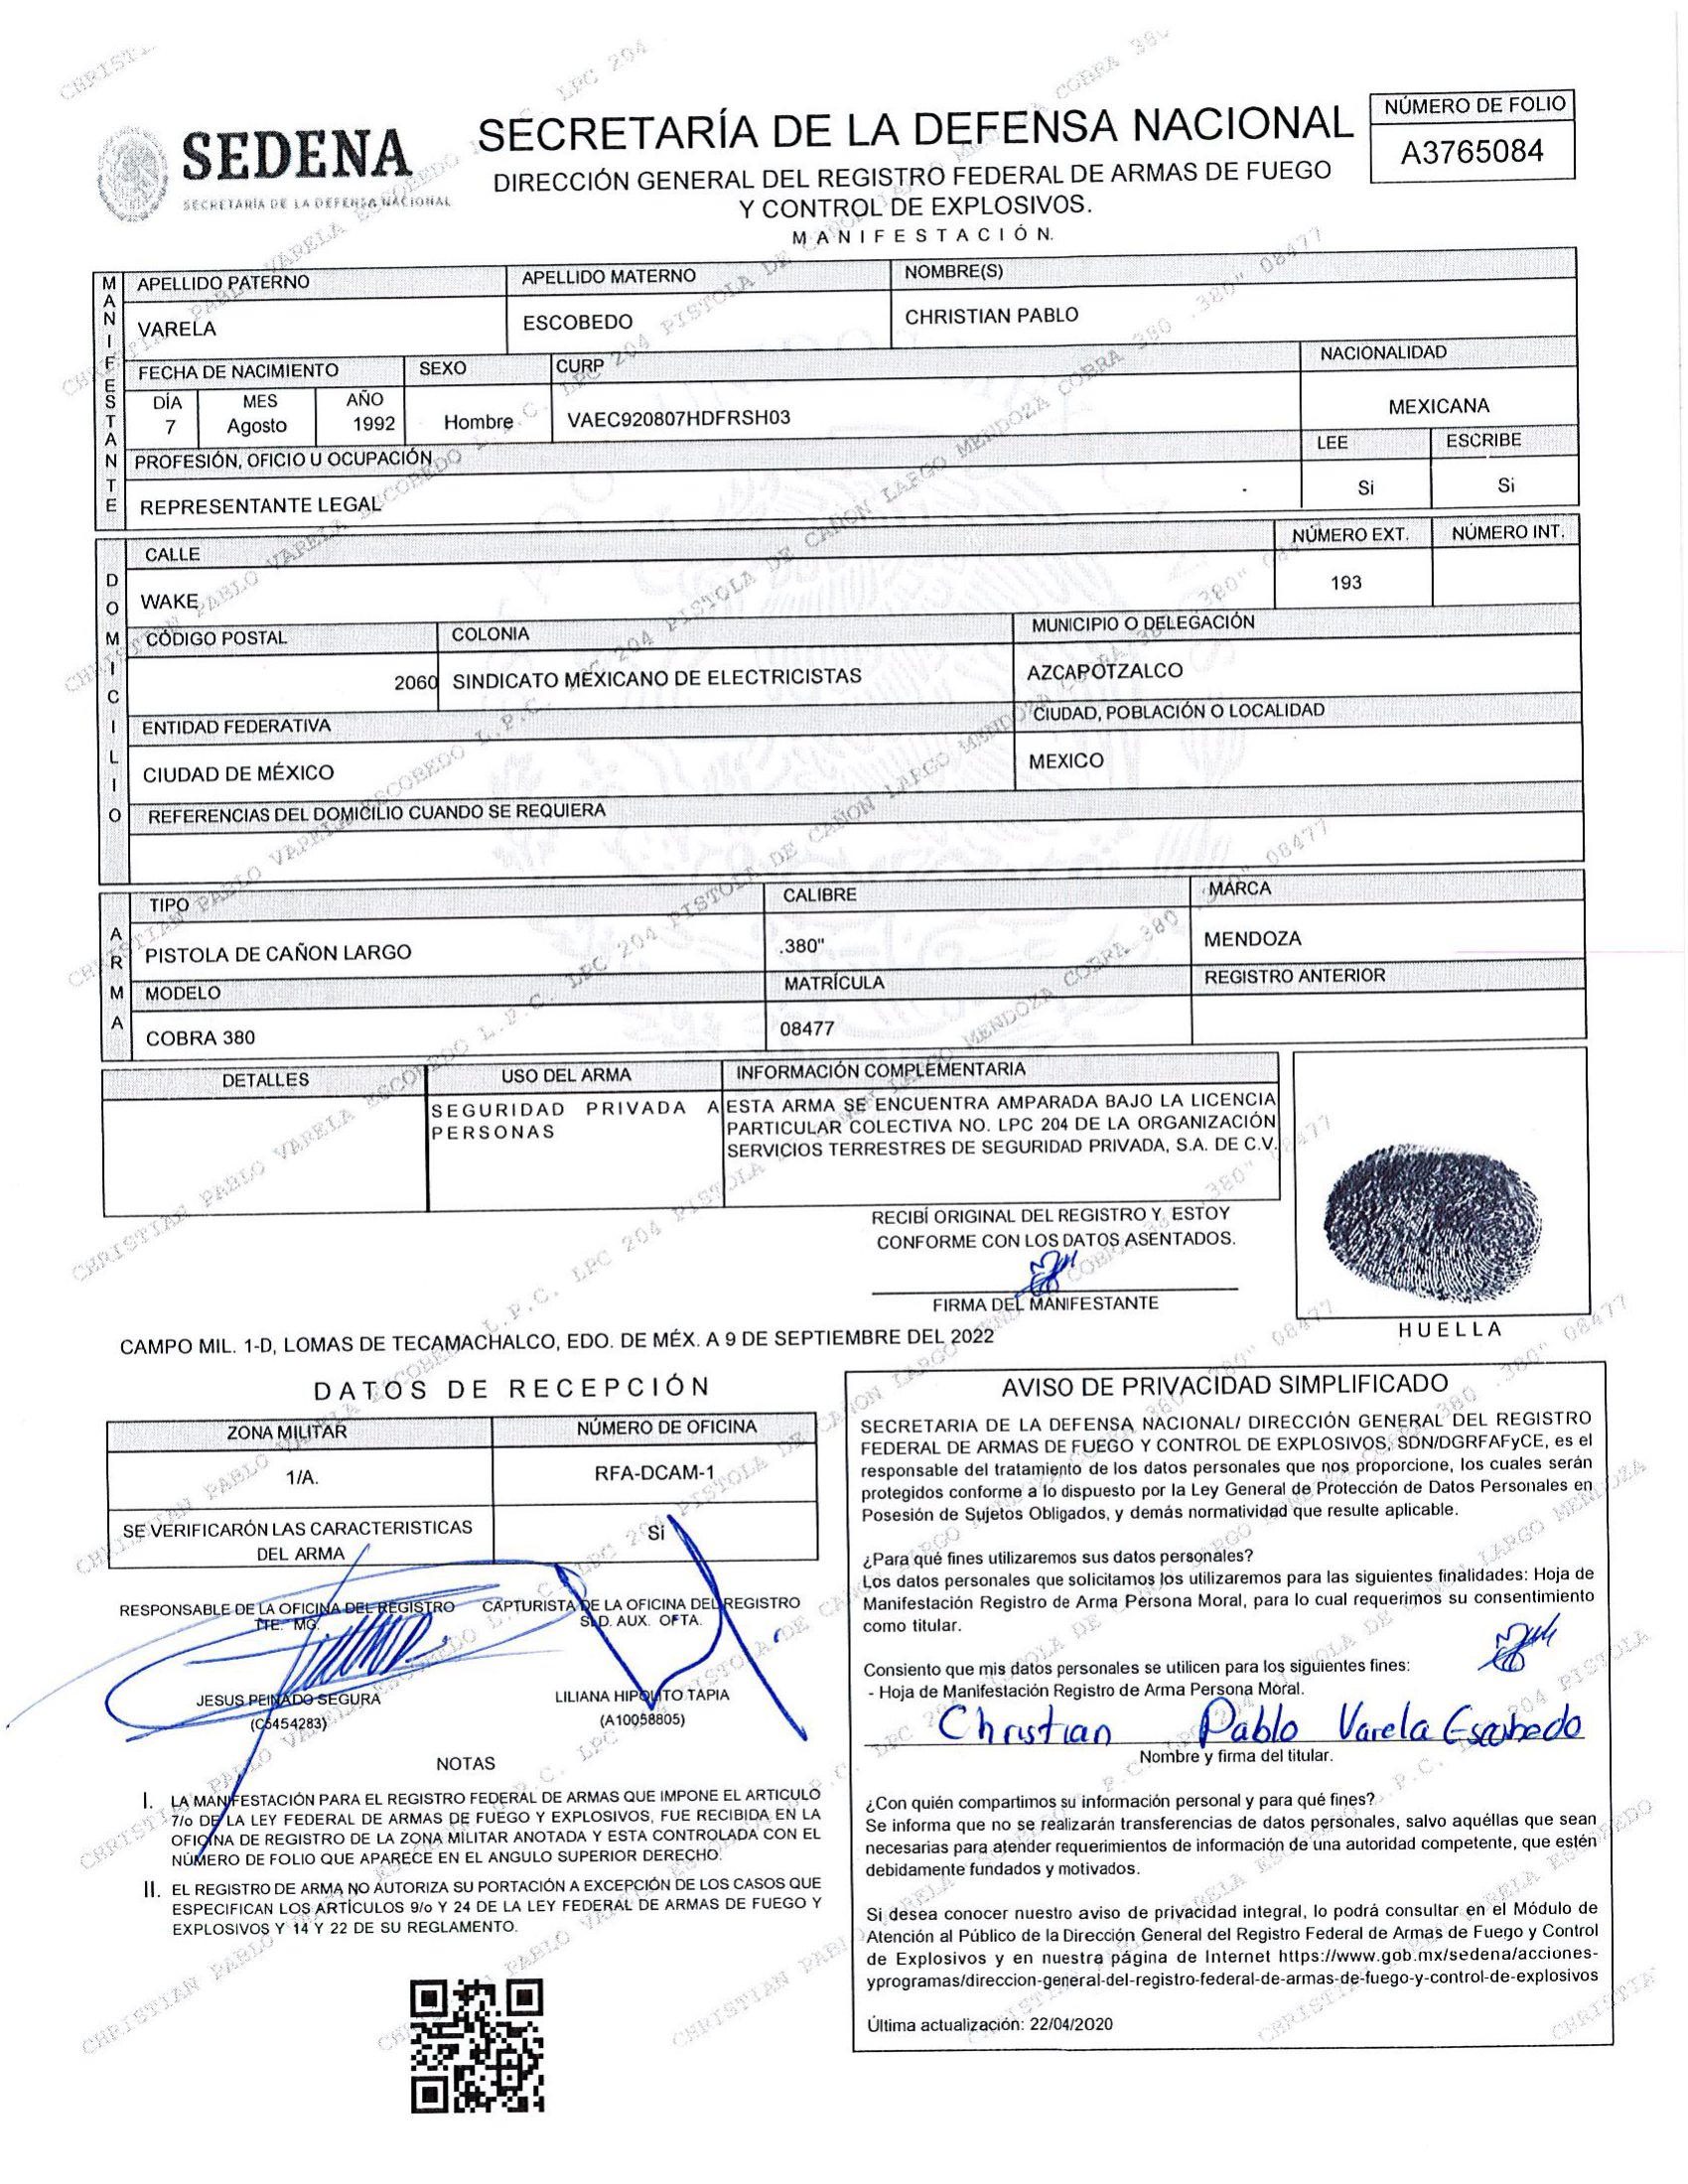 SEDENA
SECRETARÍA DE LA DEFENSA NACIONAL
SECRETARÍA DE LA DEFENSA NACIONAL
DIRECCIÓN GENERAL DEL REGISTRO FEDERAL DE ARMAS DE FUEGO
Y CONTROL DE EXPLOSIVOS.
MANIFESTACIÓN.
NÚMERO DE FOLIO
A3765084
MANIFESTANTE
APELLIDO PATERNO APELLIDO MATERNO NOMBRE(S)
VARELA ESCOBEDO CHRISTIAN PABLO
FECHA DE NACIMIENTO SEXO CURP NACIONALIDAD
DÍA MES AÑO
7 Agosto 1992 Hombre VAEC920807HDFRSH03 MEXICANA
PROFESIÓN, OFICIO U OCUPACIÓN LEE ESCRIBE
REPRESENTANTE LEGAL Si Si
DOMICILIO
CALLE NÚMERO EXT. NÚMERO INT.
WAKE 193
CÓDIGO POSTAL COLONIA MUNICIPIO O DELEGACIÓN
2060 SINDICATO MEXICANO DE ELECTRICISTAS AZCAPOTZALCO
ENTIDAD FEDERATIVA CIUDAD, POBLACIÓN O LOCALIDAD
CIUDAD DE MÉXICO MEXICO
REFERENCIAS DEL DOMICILIO CUANDO SE REQUIERA
ARMA
TIPO CALIBRE MARCA
PISTOLA DE CAÑON LARGO .380" MENDOZA
MODELO MATRÍCULA REGISTRO ANTERIOR
COBRA 380 08477
DETALLES USO DEL ARMA INFORMACIÓN COMPLEMENTARIA
SEGURIDAD PRIVADA A PERSONAS
ESTA ARMA SE ENCUENTRA AMPARADA BAJO LA LICENCIA
PARTICULAR COLECTIVA NO. LPC 204 DE LA ORGANIZACIÓN
SERVICIOS TERRESTRES DE SEGURIDAD PRIVADA, S.A. DE C.V.
RECIBÍ ORIGINAL DEL REGISTRO Y ESTOY
CONFORME CON LOS DATOS ASENTADOS.
FIRMA DEL MANIFESTANTE
HUELLA
CAMPO MIL. 1-D, LOMAS DE TECAMACHALCO, EDO. DE MÉX. A 9 DE SEPTIEMBRE DEL 2022
DATOS DE RECEPCIÓN
ZONA MILITAR NÚMERO DE OFICINA
1/A. RFA-DCAM-1
SE VERIFICARÓN LAS CARACTERISTICAS
DEL ARMA
Si
RESPONSABLE DE LA OFICINA DEL REGISTRO
TTE. MG.
JESUS PEINADO SEGURA
(C5454283)
CAPTURISTA DE LA OFICINA DEL REGISTRO
SLD. AUX. OFTA.
LILIANA HIPOLITO TAPIA
(A10058805)
NOTAS
I. LA MANIFESTACIÓN PARA EL REGISTRO FEDERAL DE ARMAS QUE IMPONE EL ARTICULO
7/o DE LA LEY FEDERAL DE ARMAS DE FUEGO Y EXPLOSIVOS, FUE RECIBIDA EN LA
OFICINA DE REGISTRO DE LA ZONA MILITAR ANOTADA Y ESTA CONTROLADA CON EL
NÚMERO DE FOLIO QUE APARECE EN EL ANGULO SUPERIOR DERECHO.
II. EL REGISTRO DE ARMA NO AUTORIZA SU PORTACIÓN A EXCEPCIÓN DE LOS CASOS QUE
ESPECIFICAN LOS ARTÍCULOS 9/o Y 24 DE LA LEY FEDERAL DE ARMAS DE FUEGO Y
EXPLOSIVOS Y 14 Y 22 DE SU REGLAMENTO.
AVISO DE PRIVACIDAD SIMPLIFICADO
SECRETARIA DE LA DEFENSA NACIONAL/ DIRECCIÓN GENERAL DEL REGISTRO
FEDERAL DE ARMAS DE FUEGO Y CONTROL DE EXPLOSIVOS, SDN/DGRFAFyCE, es el
responsable del tratamiento de los datos personales que nos proporcione, los cuales serán
protegidos conforme a lo dispuesto por la Ley General de Protección de Datos Personales en
Posesión de Sujetos Obligados, y demás normatividad que resulte aplicable.
¿Para qué fines utilizaremos sus datos personales?
Los datos personales que solicitamos los utilizaremos para las siguientes finalidades: Hoja de
Manifestación Registro de Arma Persona Moral, para lo cual requerimos su consentimiento
como titular.
Consiento que mis datos personales se utilicen para los siguientes fines:
- Hoja de Manifestación Registro de Arma Persona Moral.
Christian Pablo Varela Escobedo
Nombre y firma del titular.
¿Con quién compartimos su información personal y para qué fines?
Se informa que no se realizarán transferencias de datos personales, salvo aquéllas que sean
necesarias para atender requerimientos de información de una autoridad competente, que estén
debidamente fundados y motivados.
Si desea conocer nuestro aviso de privacidad integral, lo podrá consultar en el Módulo de
Atención al Público de la Dirección General del Registro Federal de Armas de Fuego y Control
de Explosivos y en nuestra página de Internet https://www.gob.mx/sedena/acciones-
yprogramas/direccion-general-del-registro-federal-de-armas-de-fuego-y-control-de-explosivos
Última actualización: 22/04/2020